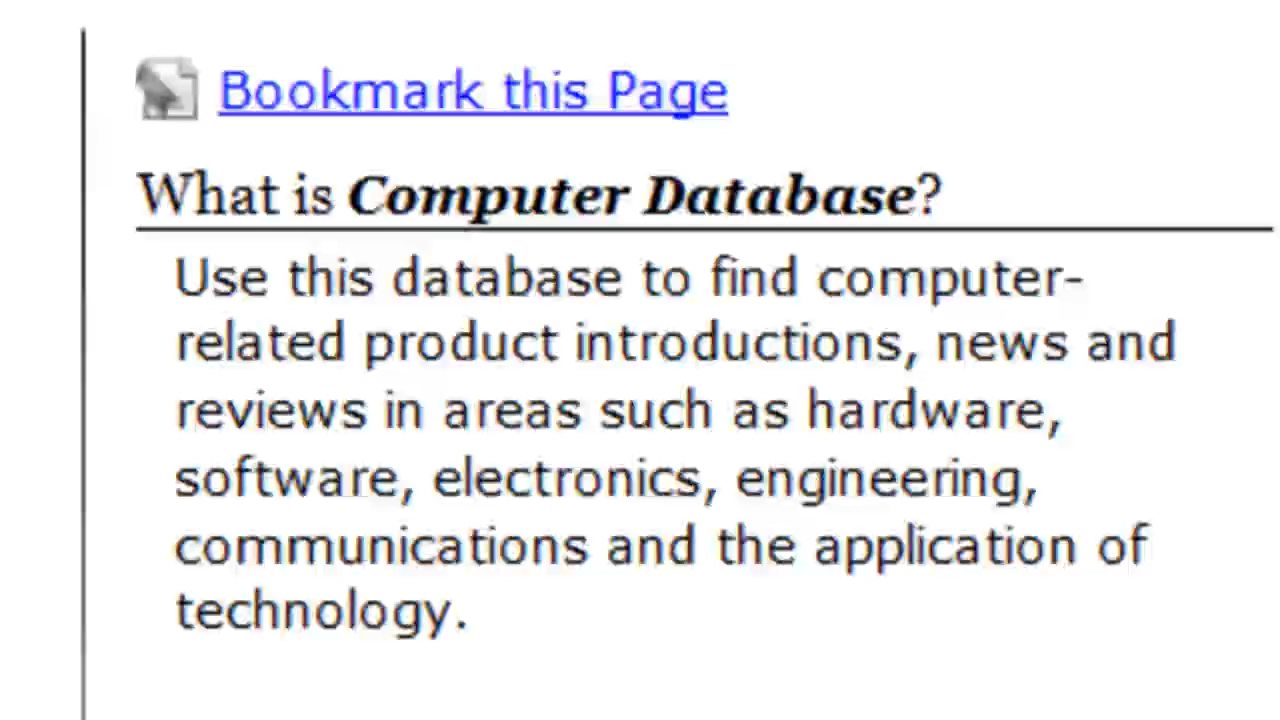 Bookmark this Page
What is Computer Database?
Use this database to find computer-
related product introductions, news and
reviews in areas such as hardware,
software, electronics, engineering,
communications and the application of
technology.